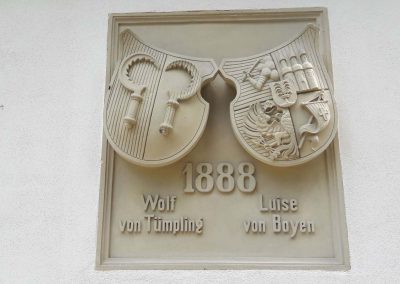 1888
Wolf Luise
von Tümpling von Boyen